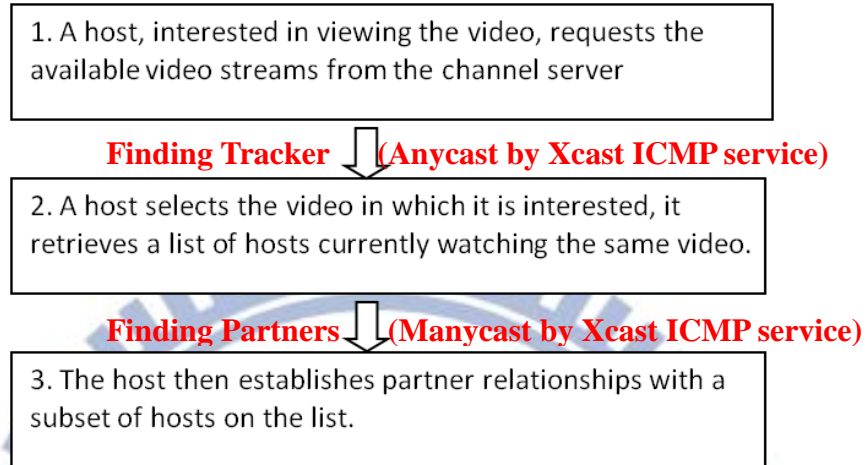 1. A host, interested in viewing the video, requests the
available video streams from the channel server
Finding Tracker (Anycast by Xcast ICMP service)
2. A host selects the video in which it is interested, it
retrieves a list of hosts currently watching the same video.
Finding Partners (Manycast by Xcast ICMP service)
3. The host then establishes partner relationships with a
subset of hosts on the list.